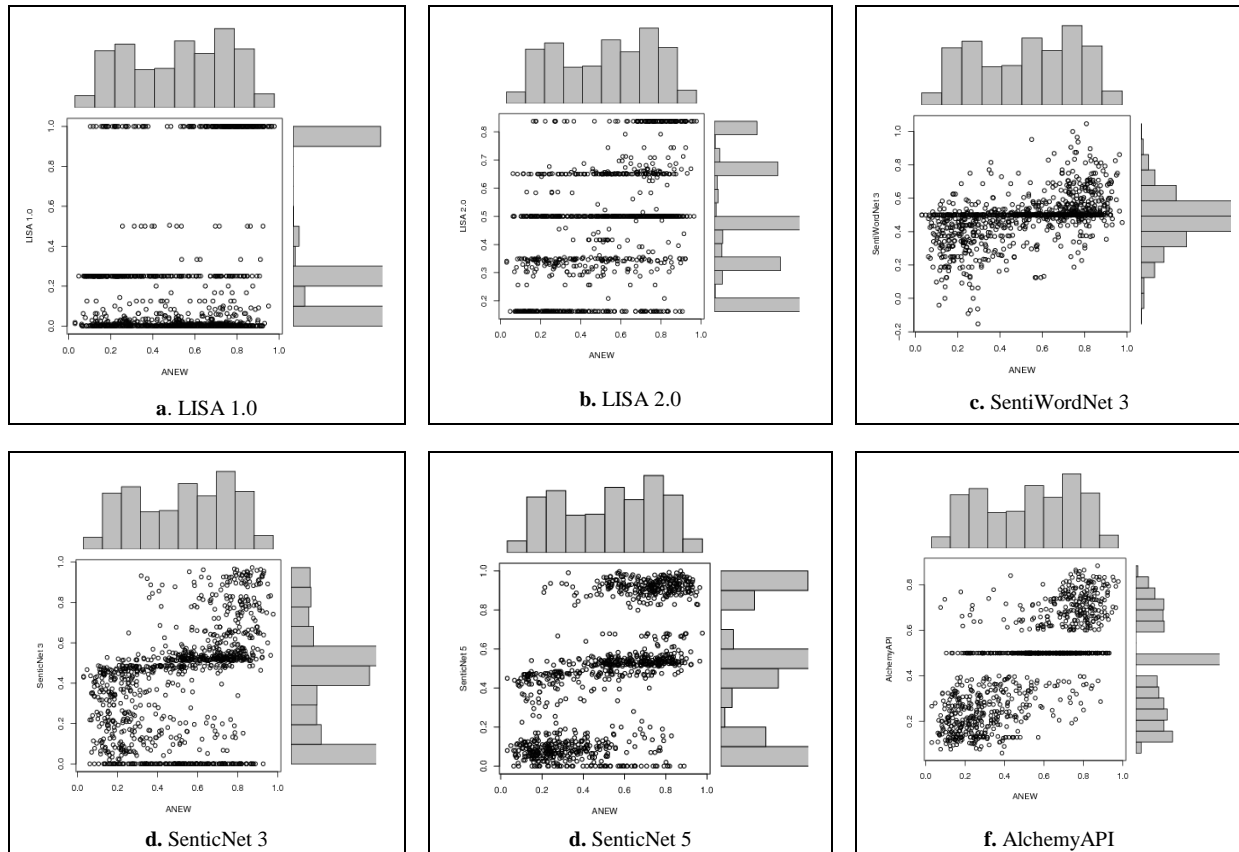 1.0
0.8
0.6
0.4
0.2
0.0
LISA 1.0
0.0 0.2 0.4 0.6 0.8 1.0
ANEW
a. LISA 1.0
0.8
0.7
0.6
0.5
0.4
0.3
0.2
LISA 2.0
0.0 0.2 0.4 0.6 0.8 1.0
ANEW
b. LISA 2.0
1.0
0.8
0.6
0.4
0.2
0.0
-0.2
SentiWordNet 3
0.0 0.2 0.4 0.6 0.8 1.0
ANEW
c. SentiWordNet 3
1.0
0.8
0.6
0.4
0.2
0.0
SenticNet 3
0.0 0.2 0.4 0.6 0.8 1.0
ANEW
d. SenticNet 3
1.0
0.8
0.6
0.4
0.2
0.0
SenticNet 5
0.0 0.2 0.4 0.6 0.8 1.0
ANEW
d. SenticNet 5
0.8
0.6
0.4
0.2
AlchemyAPI
0.0 0.2 0.4 0.6 0.8 1.0
ANEW
f. AlchemyAPI